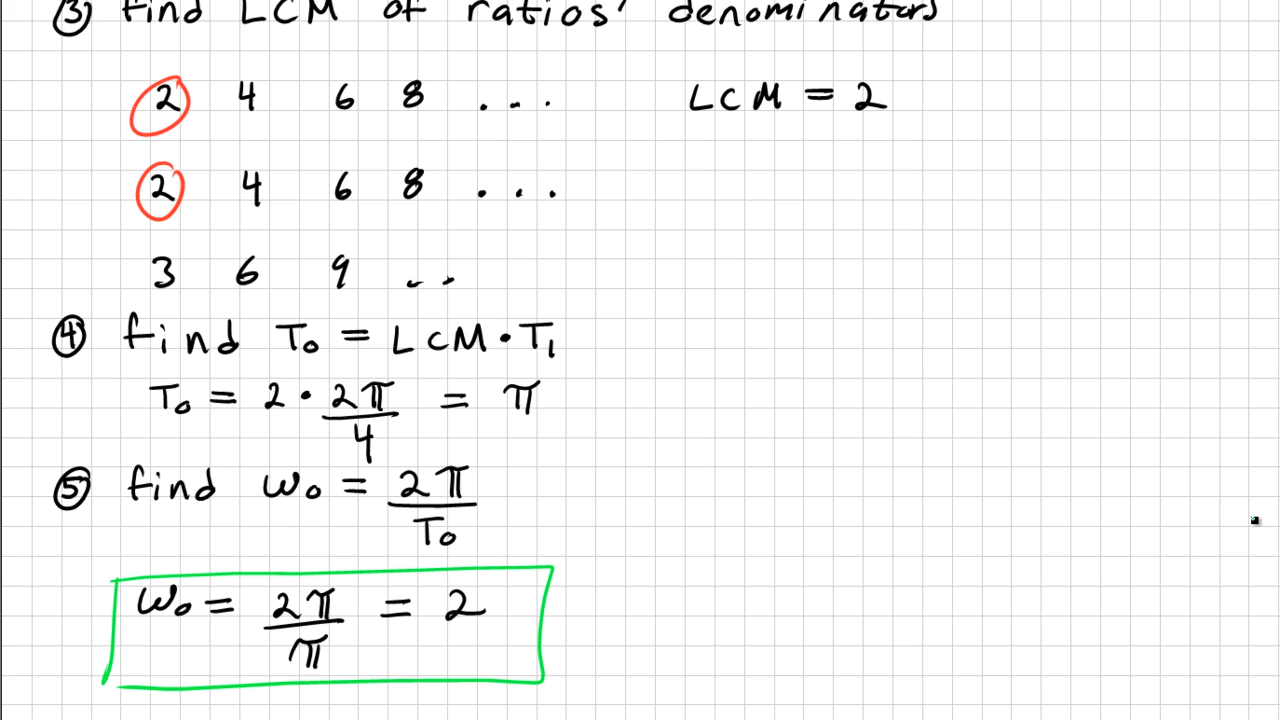 ③ find LCM of ratios' denominators
2 4 6 8 ... LCM = 2
2 4 6 8 ...
3 6 9 ..
④ find T₀ = LCM · T₁
T₀ = 2 · 2π/4 = π
⑤ find ω₀ = 2π/T₀
ω₀ = 2π/π = 2